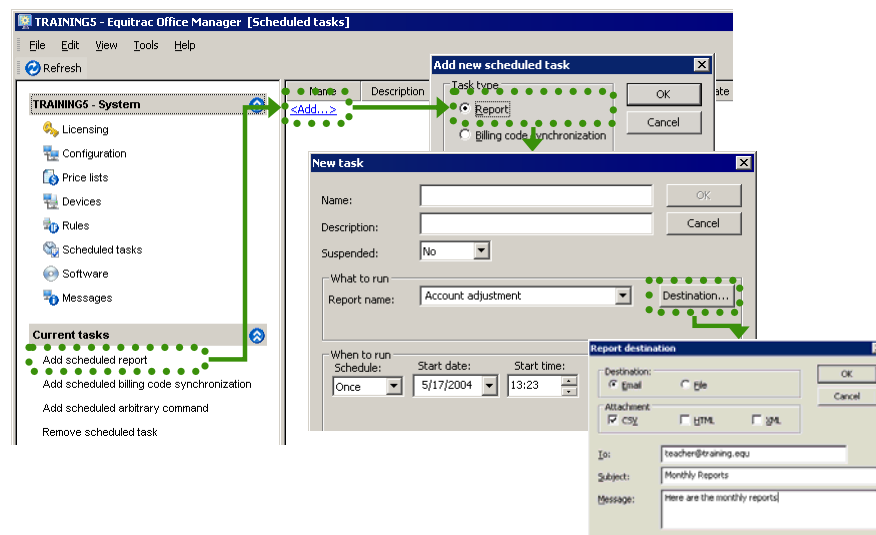 TRAINING5 - Equitrac Office Manager [Scheduled tasks]
File Edit View Tools Help
Refresh
TRAINING5 - System
Licensing
Configuration
Price lists
Devices
Rules
Scheduled tasks
Software
Messages
Current tasks
Add scheduled report
Add scheduled billing code synchronization
Add scheduled arbitrary command
Remove scheduled task
Name Description
<Add...>
Add new scheduled task
Task type
Report
Billing code synchronization
OK
Cancel
New task
Name:
Description:
Suspended: No
OK
Cancel
What to run
Report name: Account adjustment Destination...
When to run
Schedule: Start date: Start time:
Once 5/17/2004 13:23
Report destination
Destination:
Email File
Attachment
CSV HTML XML
OK
Cancel
To: teacher@training.equ
Subject: Monthly Reports
Message: Here are the monthly reports